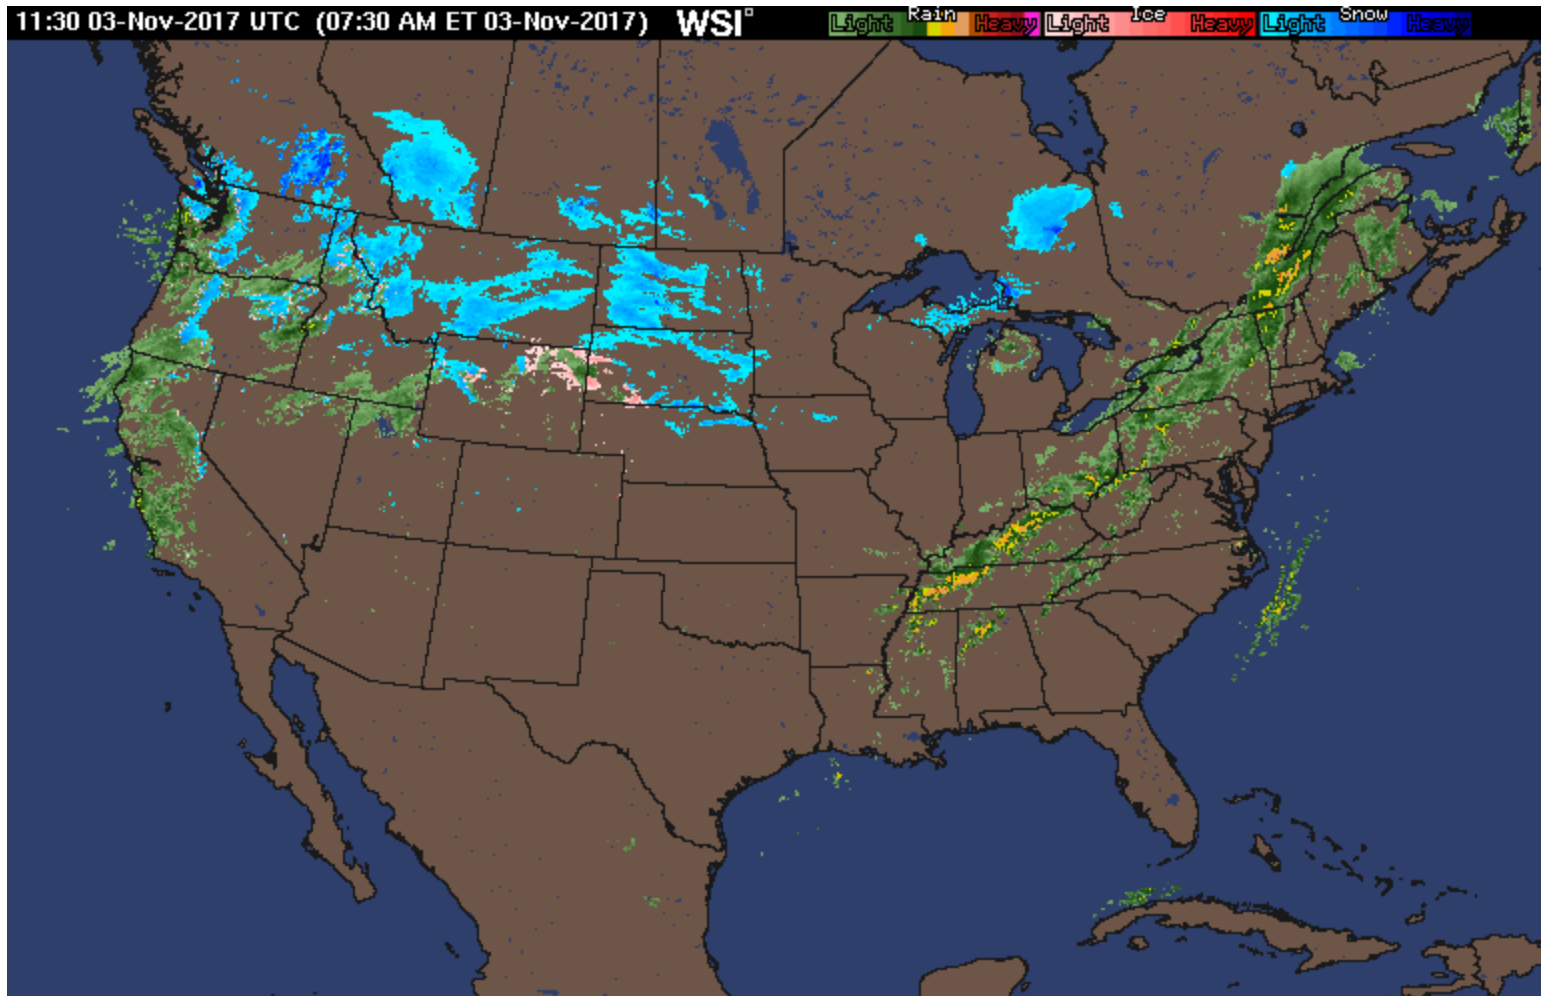 11:30 03-Nov-2017 UTC (07:30 AM ET 03-Nov-2017) WSI
Rain Ice Snow
Light Heavy Light Heavy Light Heavy